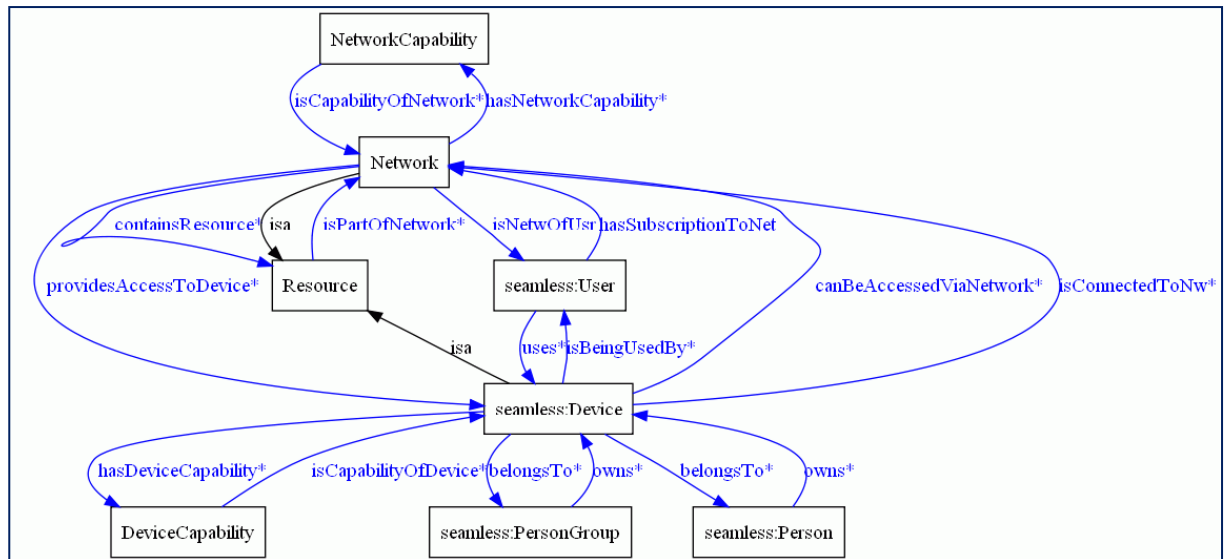 NetworkCapability
isCapabilityOfNetwork*
hasNetworkCapability*
Network
containsResource*
isa
isPartOfNetwork*
isNetwOfUsr
hasSubscriptionToNet
providesAccessToDevice*
Resource
seamless:User
canBeAccessedViaNetwork*
isConnectedToNw*
isa
uses*
isBeingUsedBy*
seamless:Device
hasDeviceCapability*
isCapabilityOfDevice*
belongsTo*
owns*
belongsTo*
owns*
DeviceCapability
seamless:PersonGroup
seamless:Person